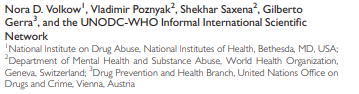 Nora D. Volkow¹, Vladimir Poznyak², Shekhar Saxena², Gilberto
Gerra³, and the UNODC-WHO Informal International Scientific
Network
¹National Institute on Drug Abuse, National Institutes of Health, Bethesda, MD, USA;
²Department of Mental Health and Substance Abuse, World Health Organization,
Geneva, Switzerland; ³Drug Prevention and Health Branch, United Nations Office on
Drugs and Crime, Vienna, Austria